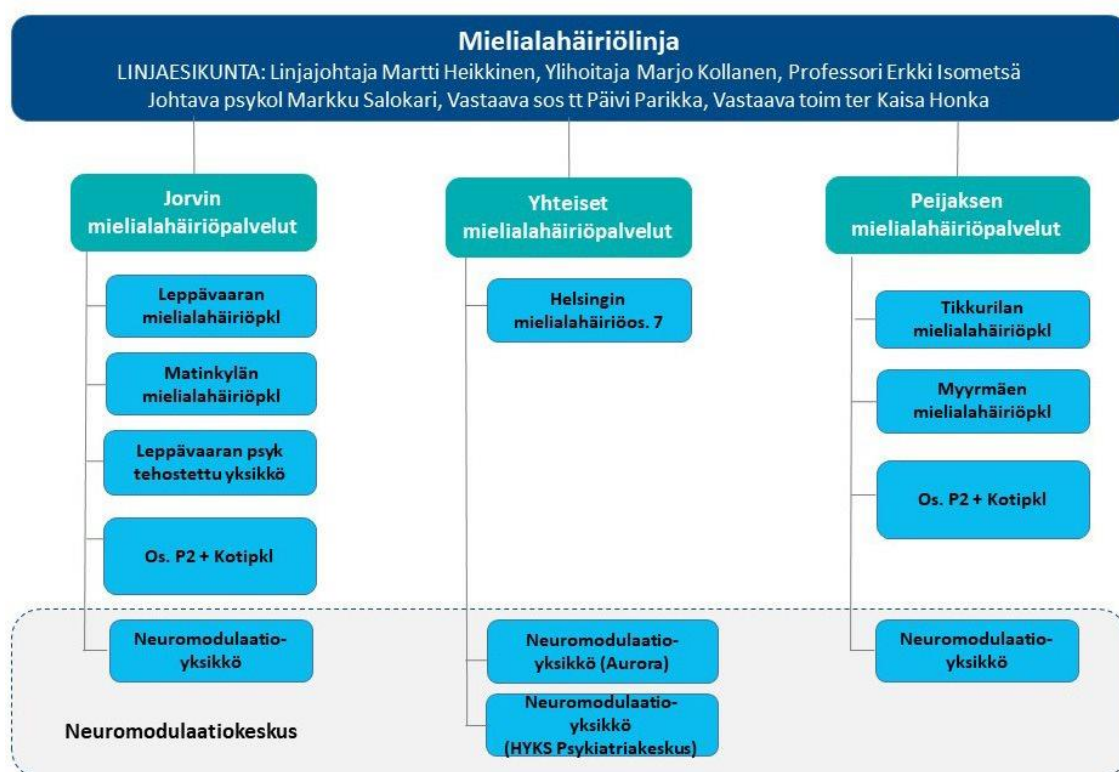 Mielialahäiriölinja
LINJAESIKUNTA: Linjajohtaja Martti Heikkinen, Ylihoitaja Marjo Kollanen, Professori Erkki Isometsä
Johtava psykol Markku Salokari, Vastaava sos tt Päivi Parikka, Vastaava toim ter Kaisa Honka
Jorvin
mielialahäiriöpalvelut
Leppävaaran
mielialahäiriöpkl
Matinkylän
mielialahäiriöpkl
Leppävaaran psyk
tehostettu yksikkö
Os. P2 + Kotipkl
Neuromodulaatio-
yksikkö
Yhteiset
mielialahäiriöpalvelut
Helsingin
mielialahäiriöos. 7
Neuromodulaatio-
yksikkö (Aurora)
Neuromodulaatio-
yksikkö
(HYKS Psykiatriakeskus)
Peijaksen
mielialahäiriöpalvelut
Tikkurilan
mielialahäiriöpkl
Myyrmäen
mielialahäiriöpkl
Os. P2 + Kotipkl
Neuromodulaatio-
yksikkö
Neuromodulaatiokeskus